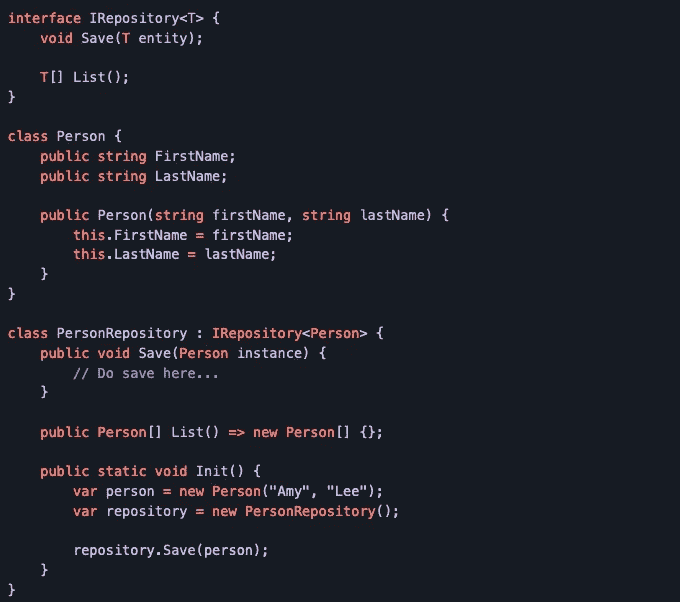 interface IRepository<T> {
    void Save(T entity);

    T[] List();
}

class Person {
    public string FirstName;
    public string LastName;

    public Person(string firstName, string lastName) {
        this.FirstName = firstName;
        this.LastName = lastName;
    }
}

class PersonRepository : IRepository<Person> {
    public void Save(Person instance) {
        // Do save here...
    }

    public Person[] List() => new Person[] {};

    public static void Init() {
        var person = new Person("Amy", "Lee");
        var repository = new PersonRepository();

        repository.Save(person);
    }
}